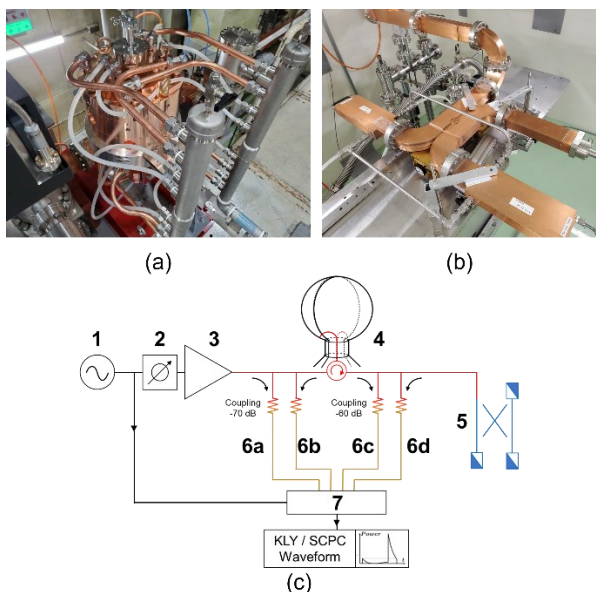 (a)
(b)
1
2
3
4
5
Coupling
-70 dB
Coupling
-60 dB
6a
6b
6c
6d
7
KLY / SCPC
Waveform
Power
(c)